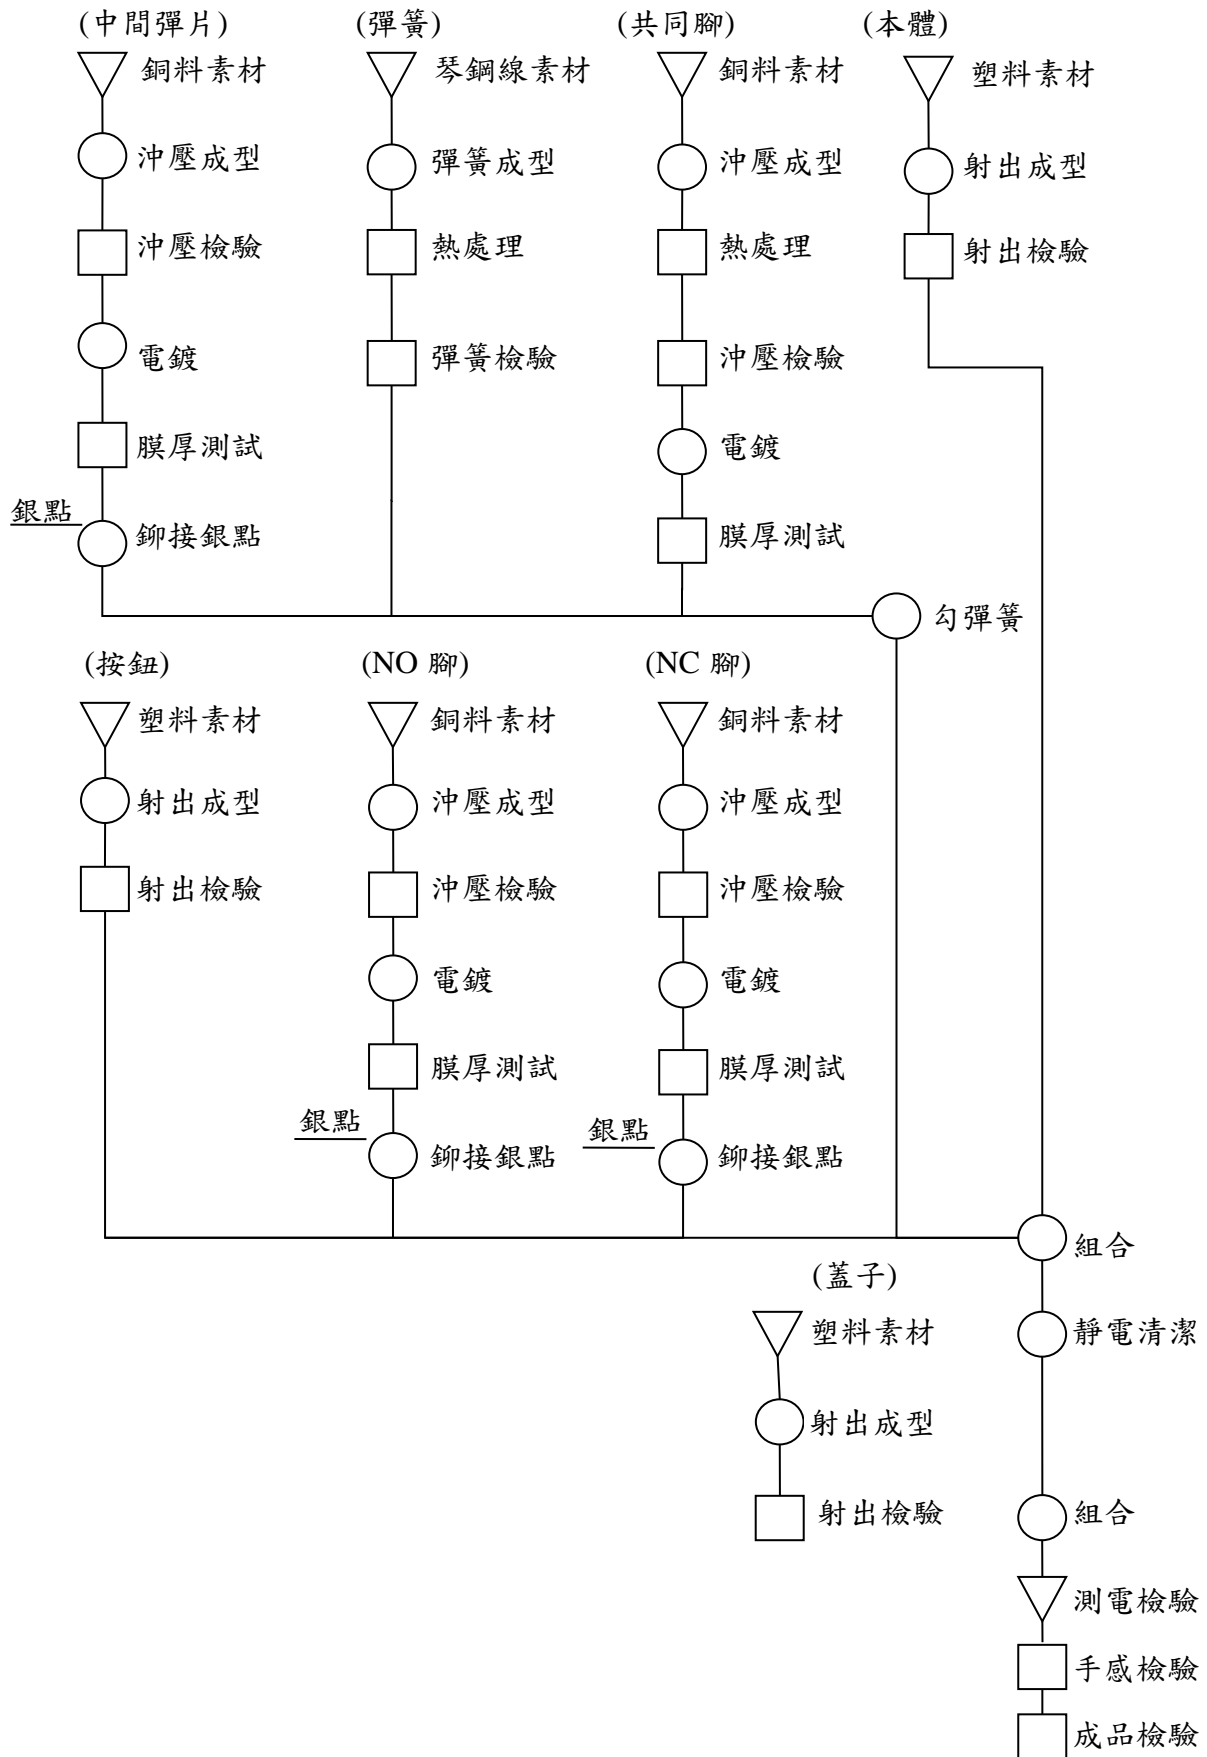 (中間彈片)
銅料素材
沖壓成型
沖壓檢驗
電鍍
膜厚測試
銀點
鉚接銀點
(彈簧)
琴鋼線素材
彈簧成型
熱處理
彈簧檢驗
(共同腳)
銅料素材
沖壓成型
熱處理
沖壓檢驗
電鍍
膜厚測試
(本體)
塑料素材
射出成型
射出檢驗
勾彈簧
(按鈕)
塑料素材
射出成型
射出檢驗
(NO 腳)
銅料素材
沖壓成型
沖壓檢驗
電鍍
膜厚測試
銀點
鉚接銀點
(NC 腳)
銅料素材
沖壓成型
沖壓檢驗
電鍍
膜厚測試
銀點
鉚接銀點
組合
靜電清潔
(蓋子)
塑料素材
射出成型
射出檢驗
組合
測電檢驗
手感檢驗
成品檢驗